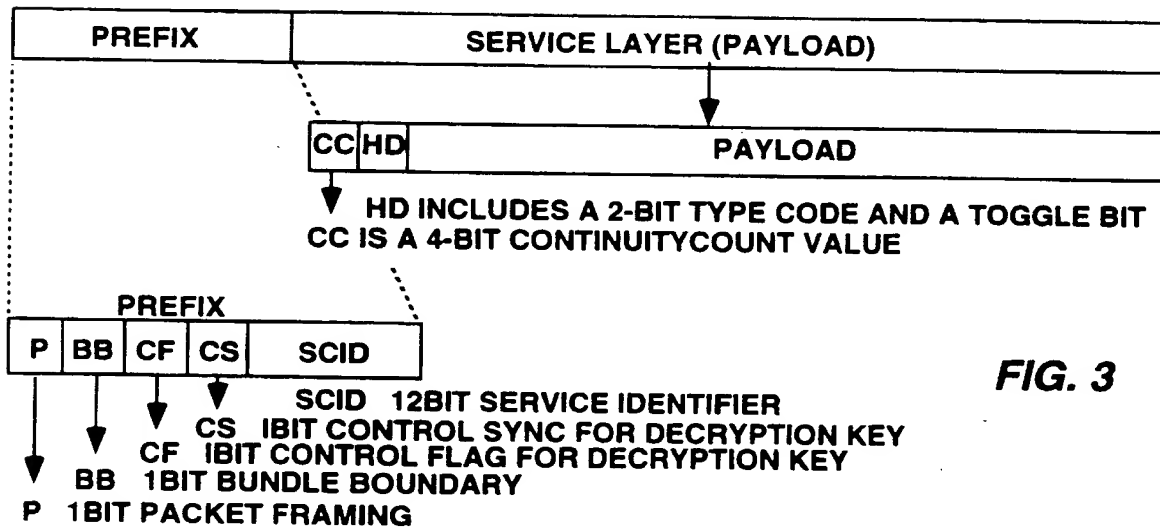 PREFIX SERVICE LAYER (PAYLOAD)
CC HD PAYLOAD
HD INCLUDES A 2-BIT TYPE CODE AND A TOGGLE BIT
CC IS A 4-BIT CONTINUITYCOUNT VALUE
PREFIX
P BB CF CS SCID
FIG. 3
SCID 12BIT SERVICE IDENTIFIER
CS IBIT CONTROL SYNC FOR DECRYPTION KEY
CF IBIT CONTROL FLAG FOR DECRYPTION KEY
BB 1BIT BUNDLE BOUNDARY
P 1BIT PACKET FRAMING